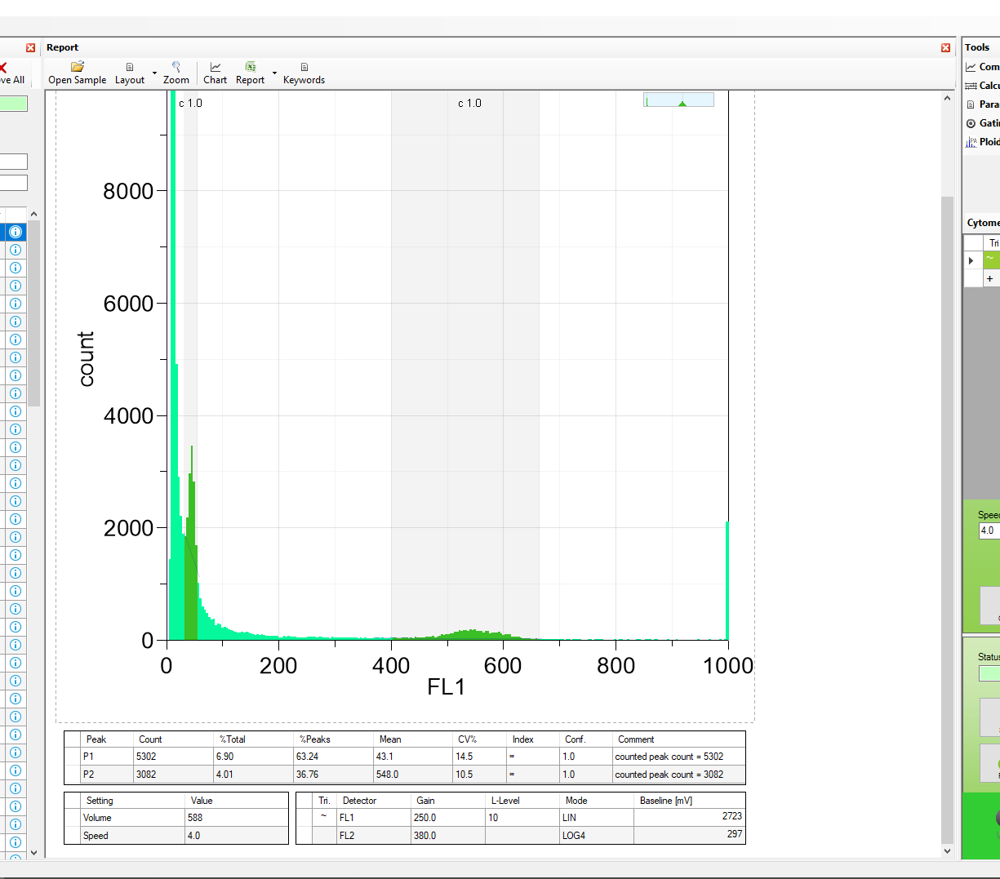 Report
Tools
ve All
Open Sample Layout Zoom Chart Report Keywords
Com
Calcu
Para
Gatin
Ploid
c 1.0 c 1.0
8000
6000
4000
2000
0
count
0 200 400 600 800 1000
FL1
Cytome
Tri
~
+
Speed
4.0
Status
Peak Count %Total %Peaks Mean CV% Index Conf. Comment
P1 5302 6.90 63.24 43.1 14.5 ∞ 1.0 counted peak count = 5302
P2 3082 4.01 36.76 548.0 10.5 ∞ 1.0 counted peak count = 3082
Setting Value
Volume 588
Speed 4.0
Tri. Detector Gain L-Level Mode Baseline [mV]
~ FL1 250.0 10 LIN 2723
FL2 380.0 LOG4 297